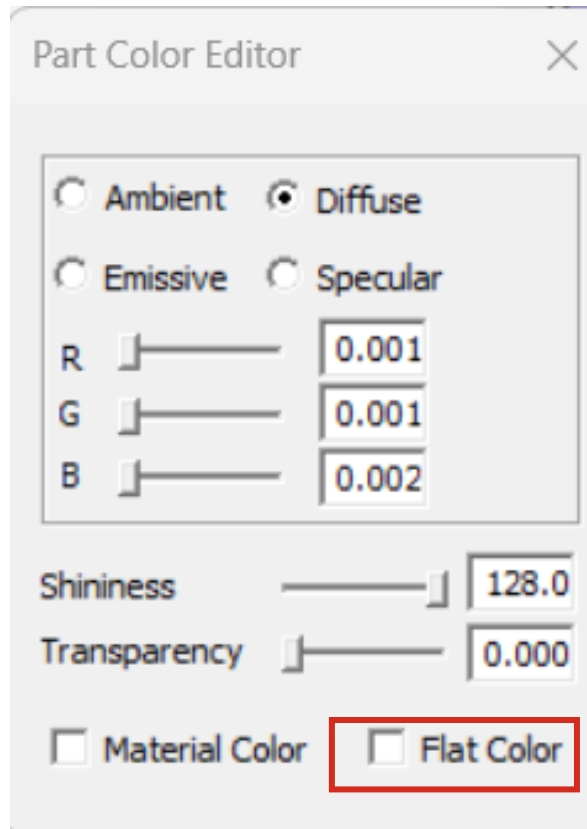 Part Color Editor
Ambient Diffuse
Emissive Specular
R 0.001
G 0.001
B 0.002
Shininess 128.0
Transparency 0.000
Material Color Flat Color